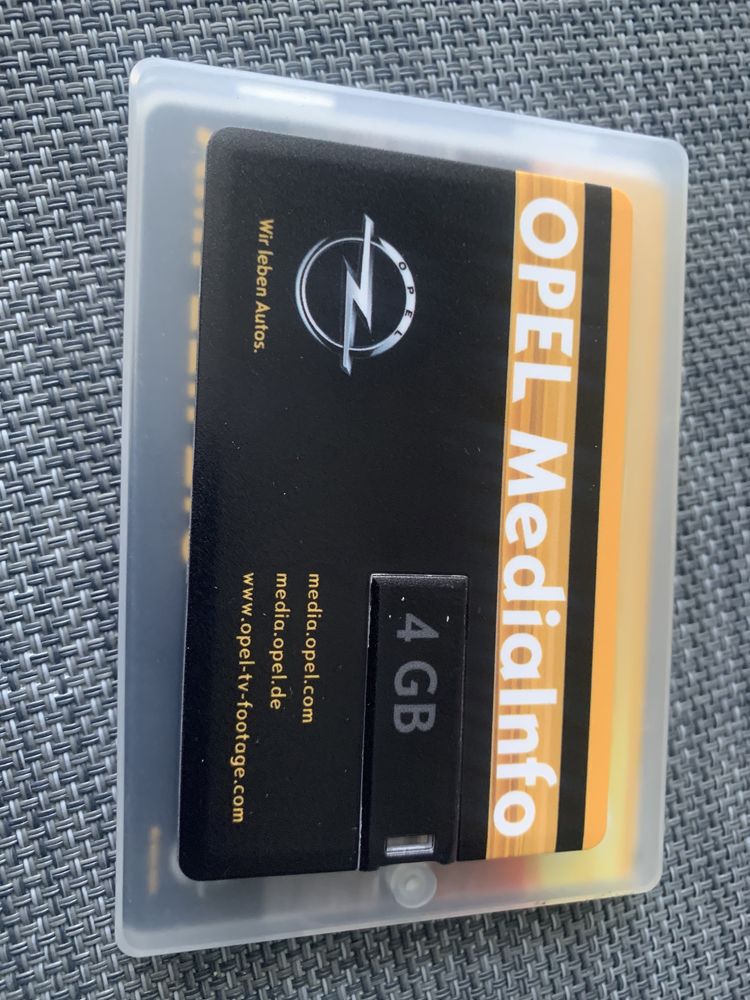 OPEL MediaInfo
OPEL
Wir leben Autos.
4 GB
media.opel.com
media.opel.de
www.opel-tv-footage.com